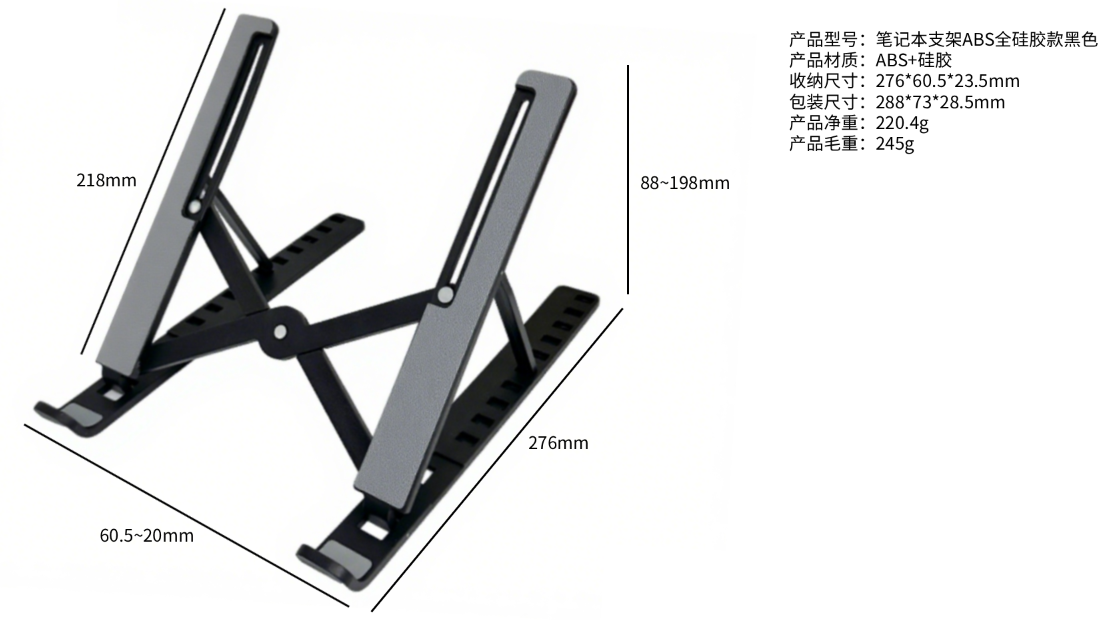 产品型号：笔记本支架ABS全硅胶款黑色
产品材质：ABS+硅胶
收纳尺寸：276*60.5*23.5mm
包装尺寸：288*73*28.5mm
产品净重：220.4g
产品毛重：245g
218mm
88~198mm
276mm
60.5~20mm